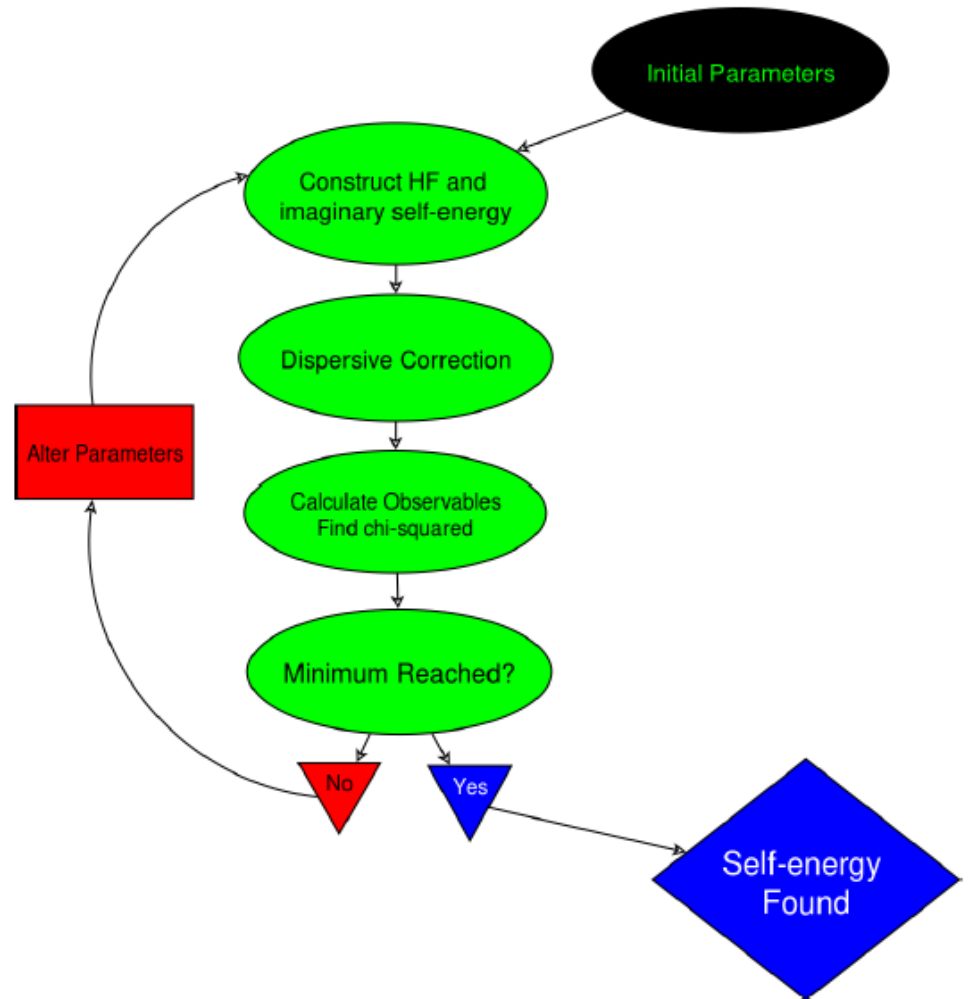 Initial Parameters
Construct HF and
imaginary self-energy
Dispersive Correction
Alter Parameters
Calculate Observables
Find chi-squared
Minimum Reached?
No
Yes
Self-energy
Found